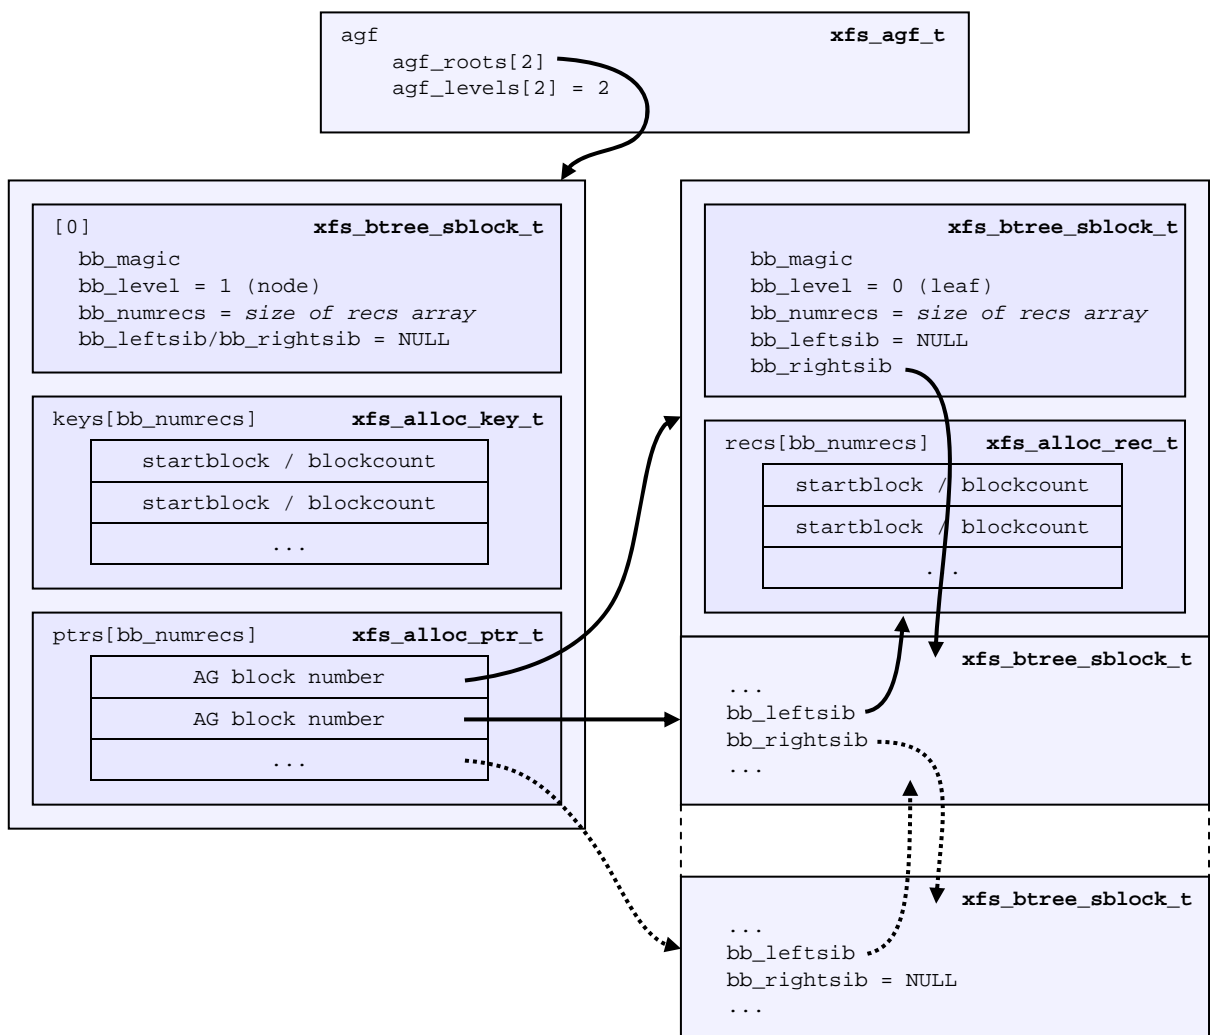 agf xfs_agf_t
agf_roots[2]
agf_levels[2] = 2
[0] xfs_btree_sblock_t
bb_magic
bb_level = 1 (node)
bb_numrecs = size of recs array
bb_leftsib/bb_rightsib = NULL
keys[bb_numrecs] xfs_alloc_key_t
startblock / blockcount
startblock / blockcount
...
ptrs[bb_numrecs] xfs_alloc_ptr_t
AG block number
AG block number
...
xfs_btree_sblock_t
bb_magic
bb_level = 0 (leaf)
bb_numrecs = size of recs array
bb_leftsib = NULL
bb_rightsib
recs[bb_numrecs] xfs_alloc_rec_t
startblock / blockcount
startblock / blockcount
...
xfs_btree_sblock_t
...
bb_leftsib
bb_rightsib
...
xfs_btree_sblock_t
...
bb_leftsib
bb_rightsib = NULL
...